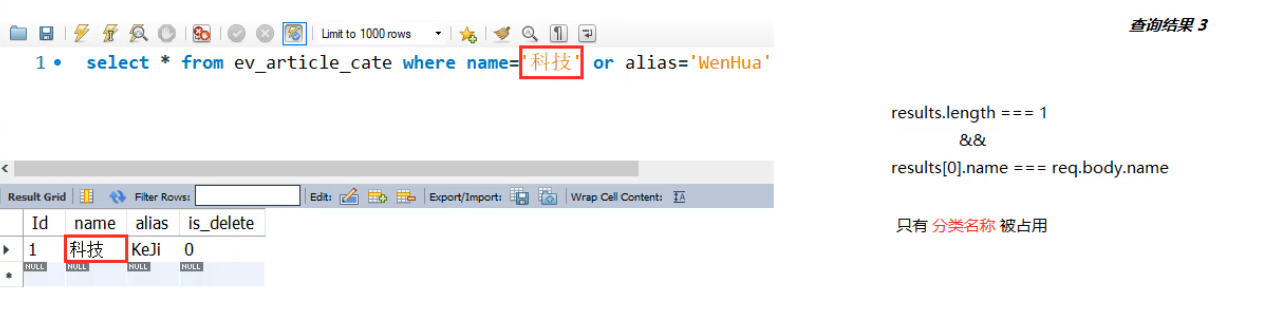 查询结果 3
Limit to 1000 rows
1 select * from ev_article_cate where name='科技' or alias='WenHua'
results.length === 1
&&
results[0].name === req.body.name
Result Grid Filter Rows: Edit: Export/Import: Wrap Cell Content:
Id name alias is_delete
1 科技 KeJi 0
NULL NULL NULL NULL
只有 分类名称 被占用